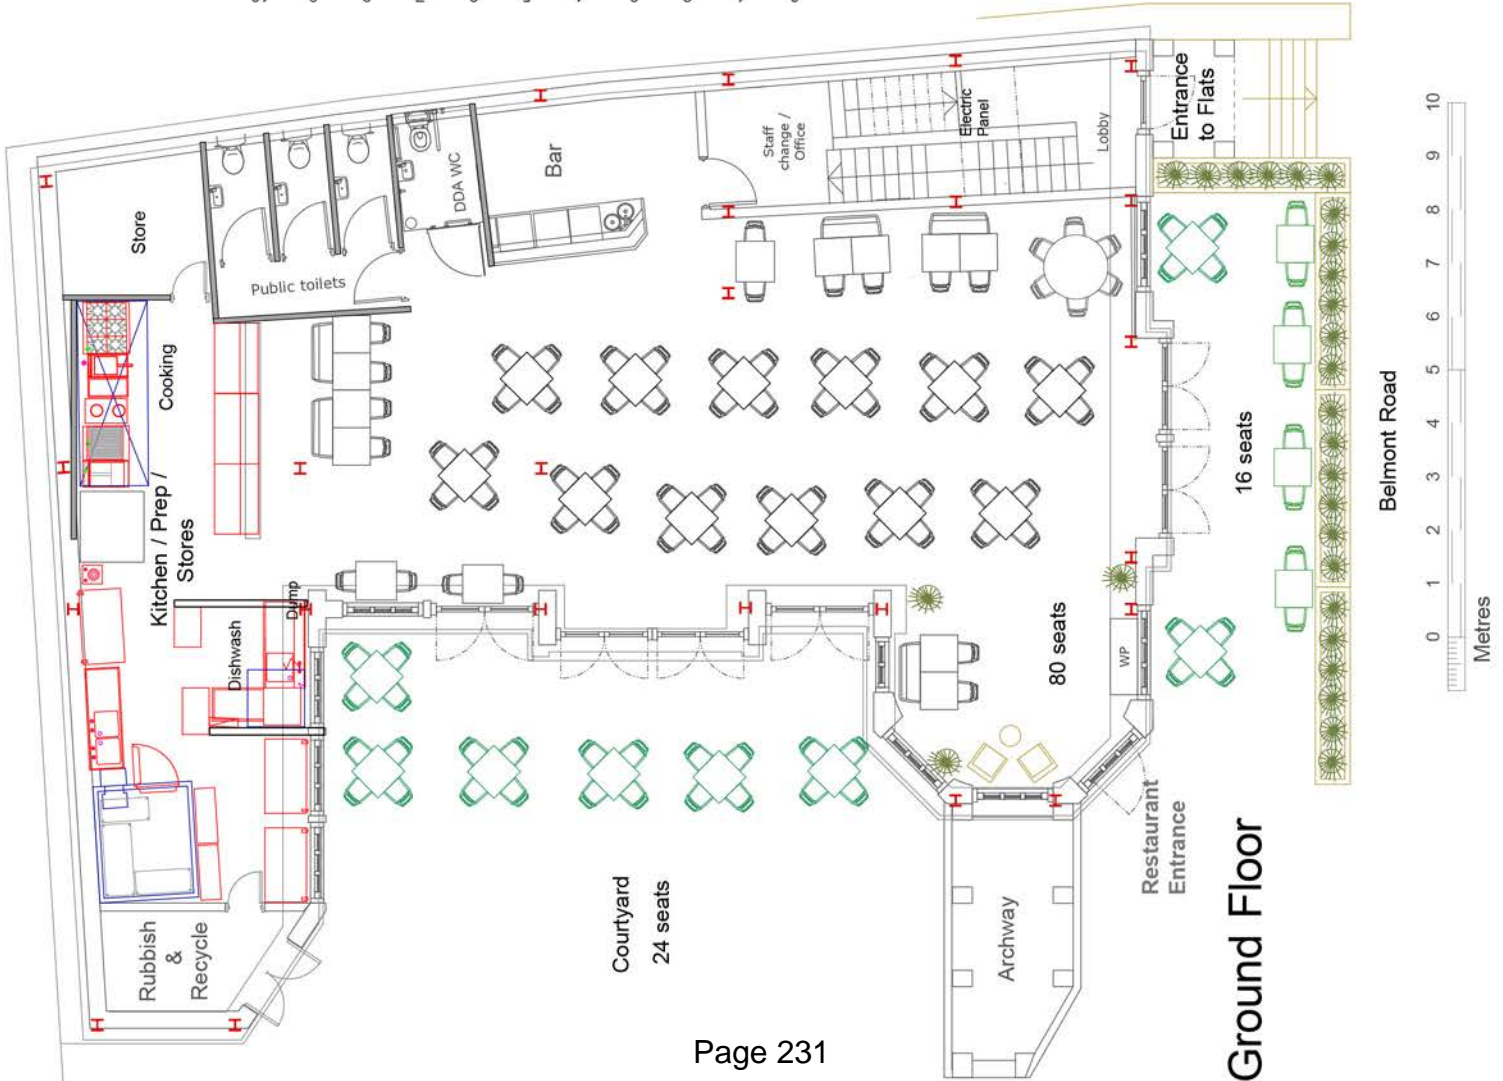 Store
Public toilets
DDA WC
Bar
Staff
change /
Office
Electric
Panel
Lobby
Entrance
to Flats
Cooking
Kitchen / Prep /
Stores
Dump
Dishwash
Rubbish
&
Recycle
Courtyard
24 seats
80 seats
WP
16 seats
Belmont Road
Restaurant
Entrance
Archway
Ground Floor
0 1 2 3 4 5 6 7 8 9 10
Metres
Page 231